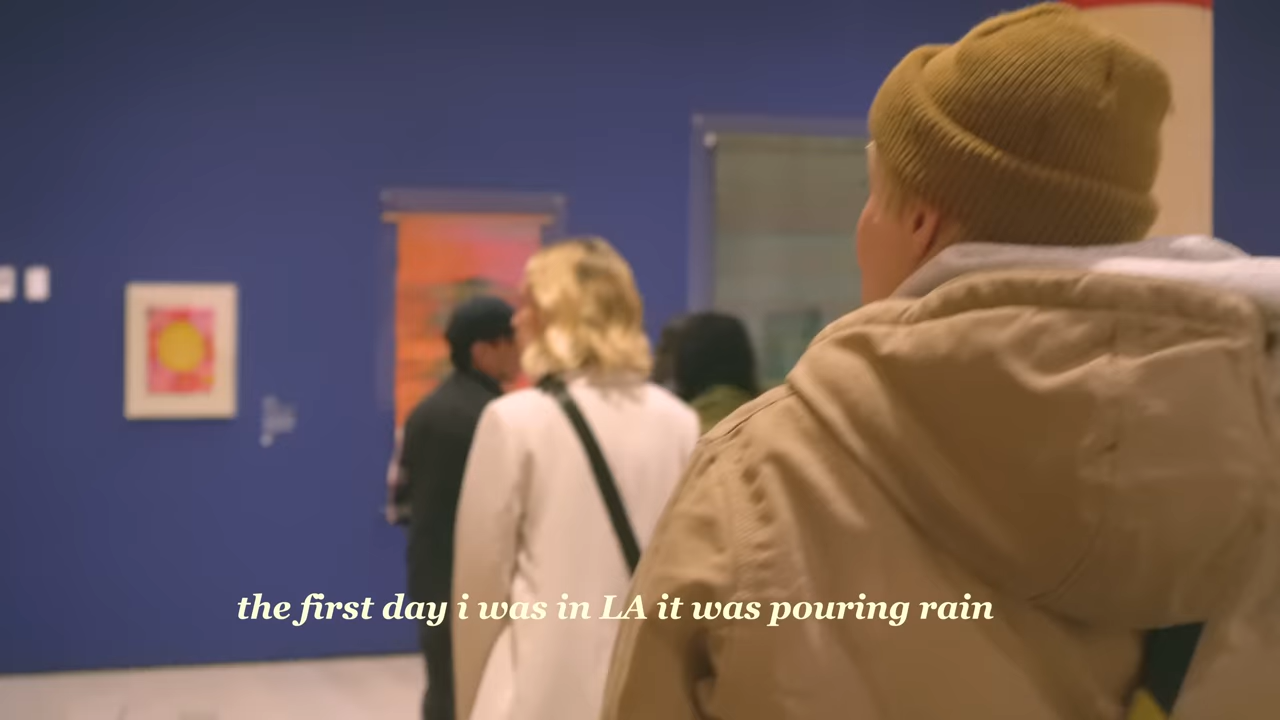 the first day i was in LA it was pouring rain